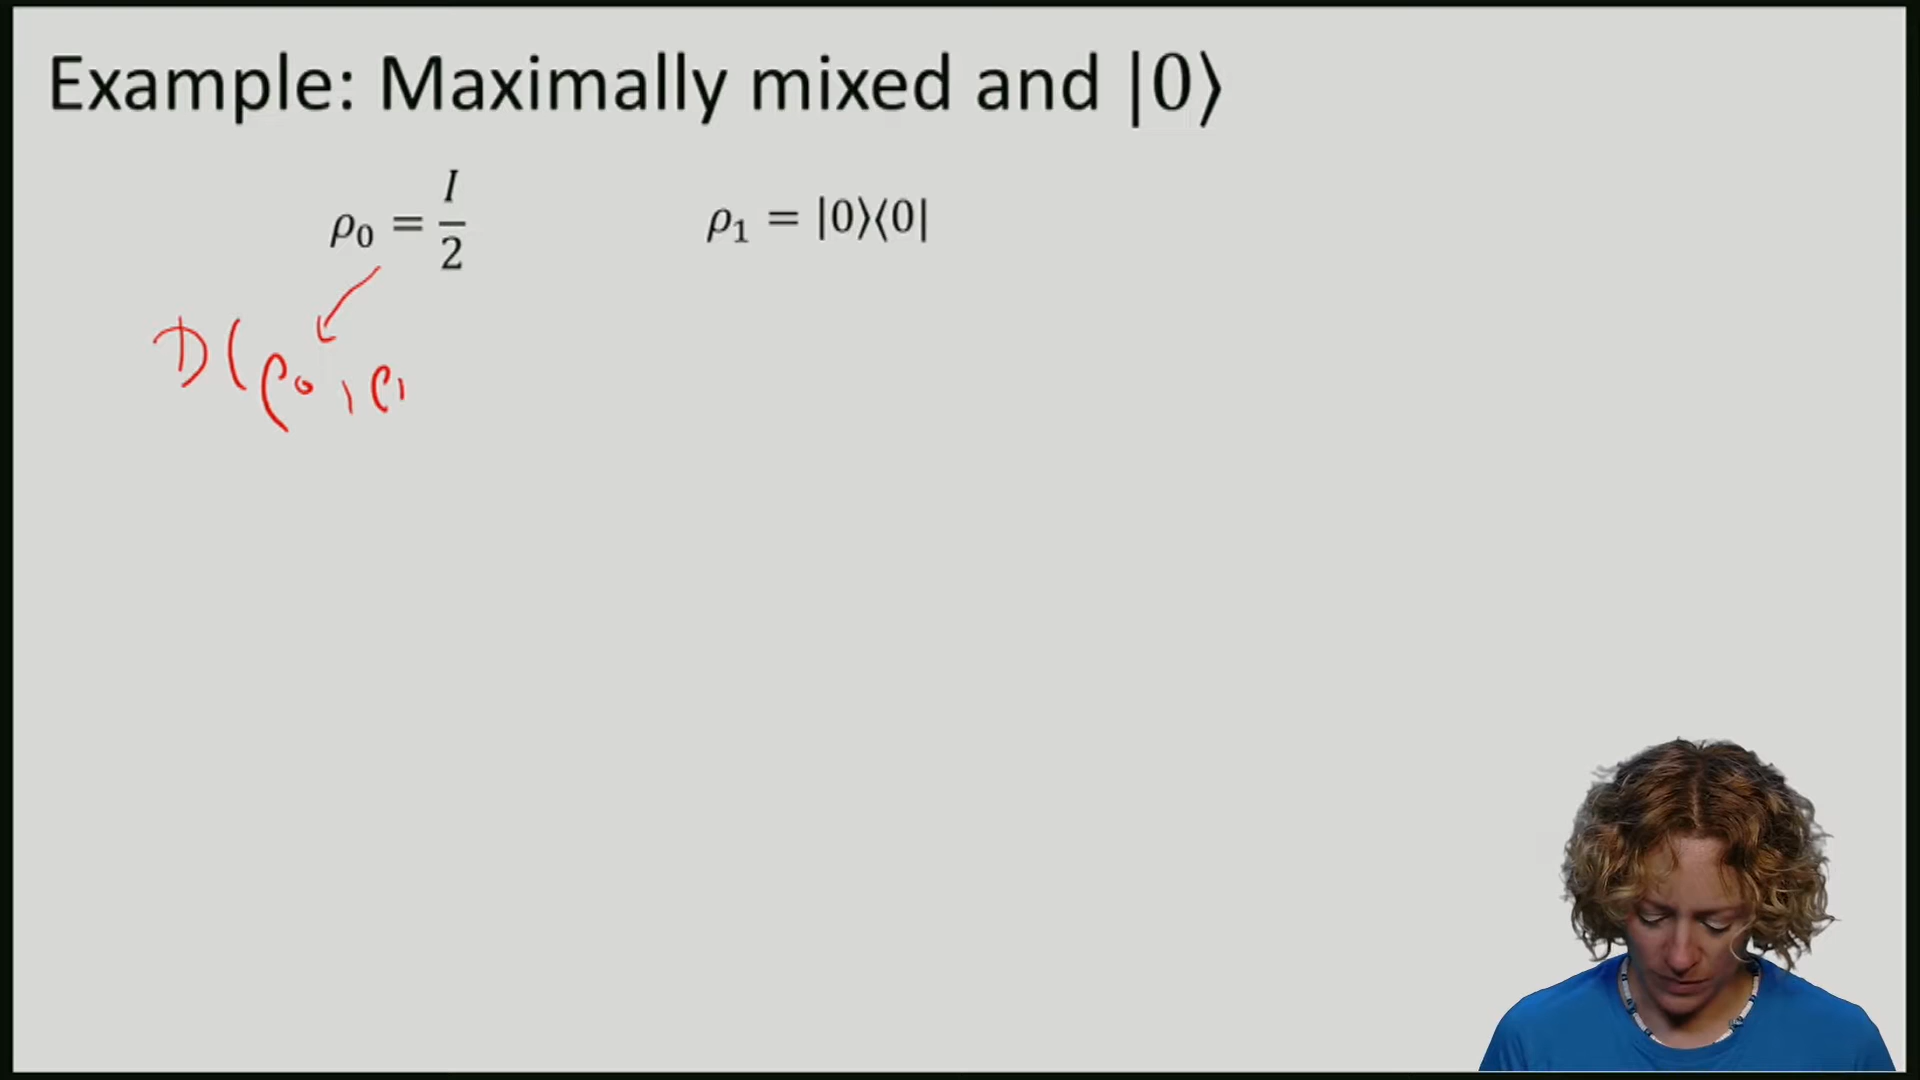 Example: Maximally mixed and |0⟩
ρ₀ = I/2    ρ₁ = |0⟩⟨0|
D(ρ₀, ρ₁